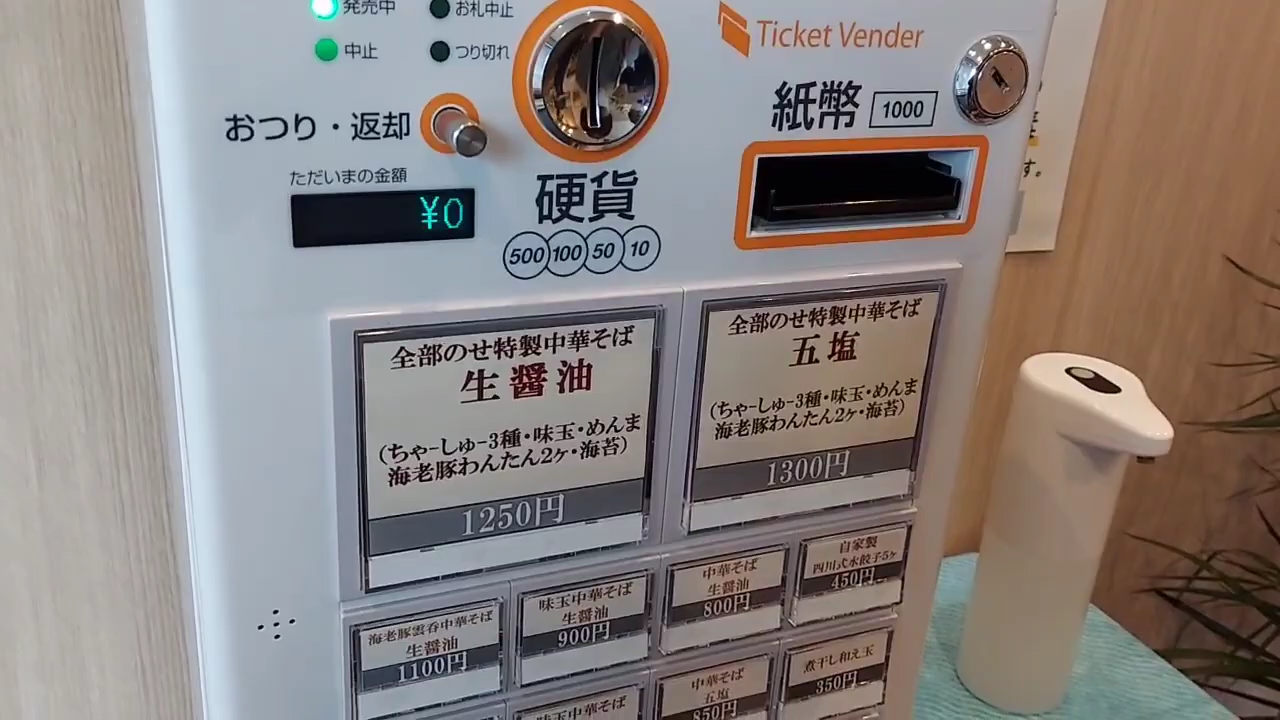 発売中
お札中止
中止
つり切れ
おつり・返却
ただいまの金額
¥0
硬貨
500 100 50 10
Ticket Vender
紙幣 1000
す。
全部のせ特製中華そば
生醤油
(ちゃーしゅー3種・味玉・めんま
海老豚わんたん2ヶ・海苔)
1250円
全部のせ特製中華そば
五塩
(ちゃーしゅー3種・味玉・めんま
海老豚わんたん2ヶ・海苔)
1300円
海老豚雲呑中華そば
生醤油
1100円
味玉中華そば
生醤油
900円
中華そば
生醤油
800円
自家製
四川式水餃子5ヶ
450円
味玉中華そば
中華そば
五塩
850円
煮干し和え玉
350円